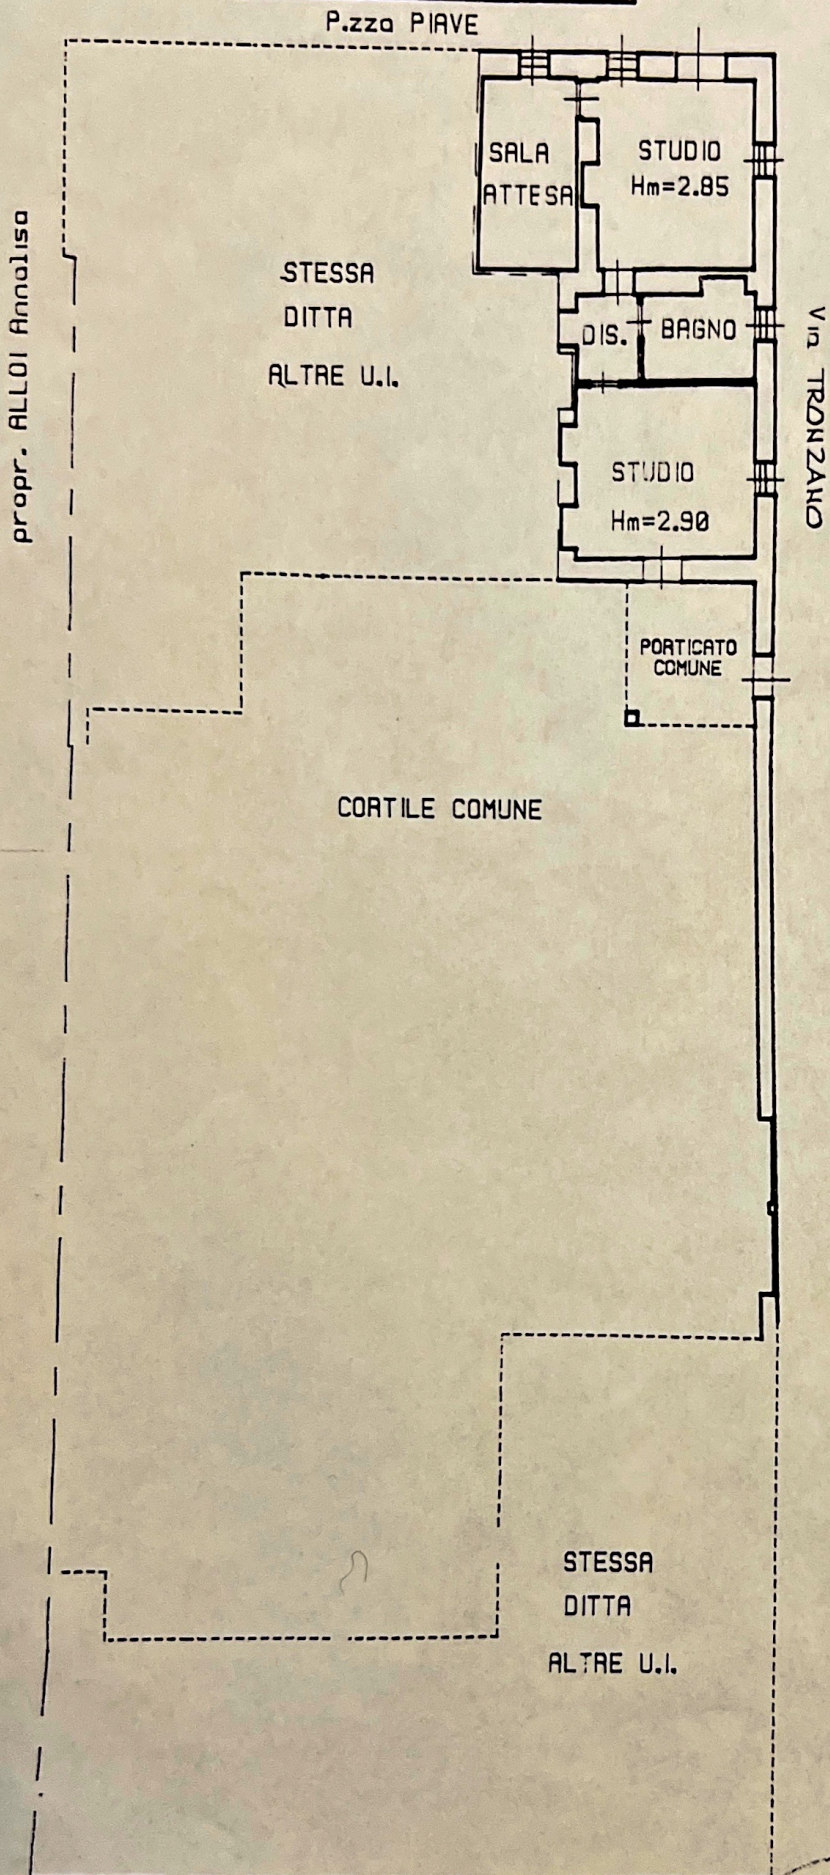 P.zza PIAVE
SALA
ATTESA
STUDIO
Hm=2.85
propr. ALLOI Annalisa
STESSA
DITTA
ALTRE U.I.
DIS.
BAGNO
Via TRONZANO
STUDIO
Hm=2.90
PORTICATO
COMUNE
CORTILE COMUNE
STESSA
DITTA
ALTRE U.I.